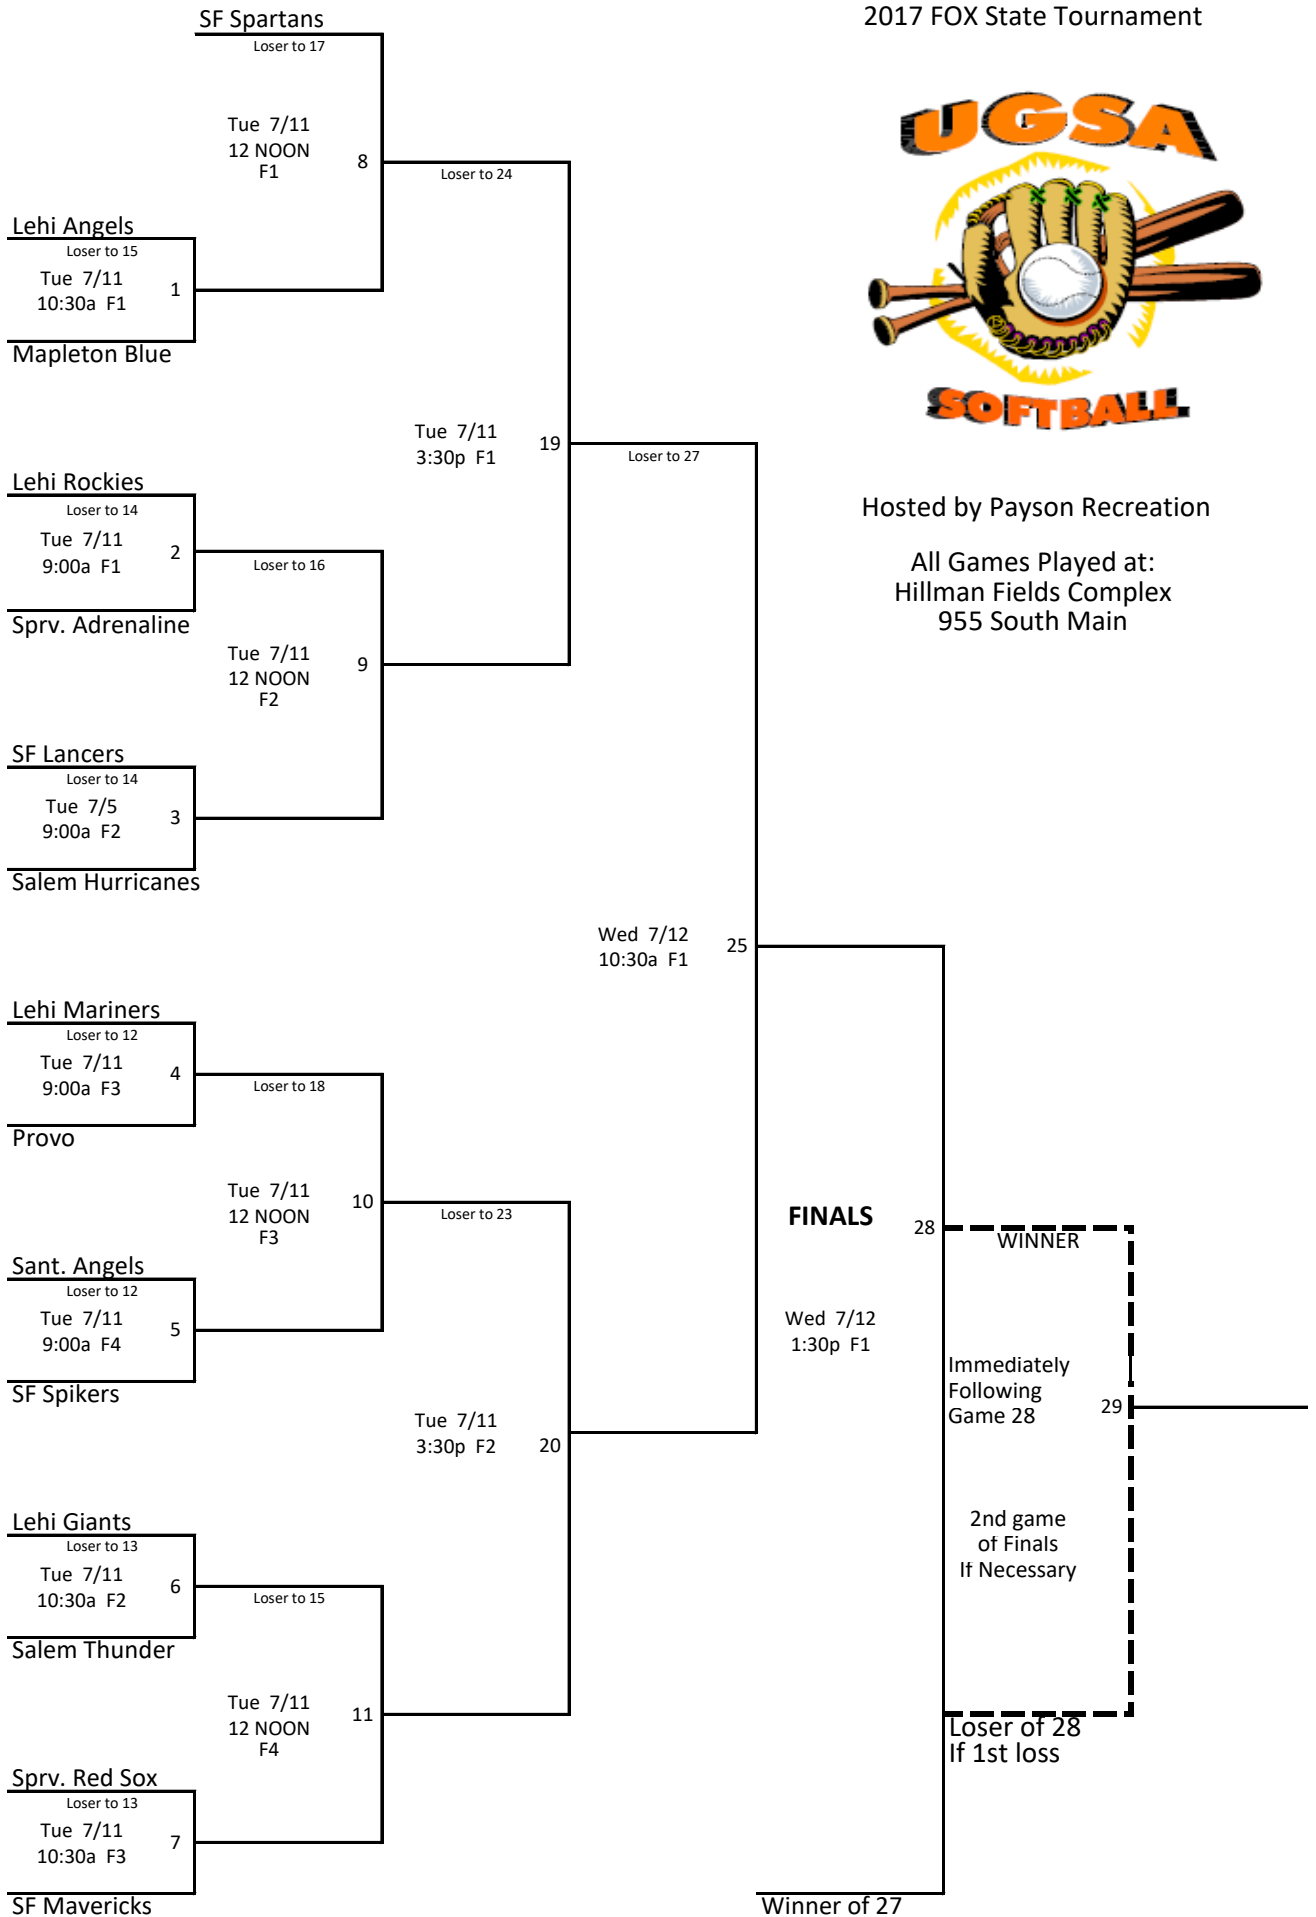 2017 FOX State Tournament
UGSA
SOFTBALL
Hosted by Payson Recreation
All Games Played at:
Hillman Fields Complex
955 South Main
SF Spartans
Loser to 17
Tue 7/11
12 NOON
F1
8
Loser to 24
Lehi Angels
Loser to 15
Tue 7/11
10:30a F1
1
Mapleton Blue
Tue 7/11
3:30p F1
19
Loser to 27
Lehi Rockies
Loser to 14
Tue 7/11
9:00a F1
2
Loser to 16
Sprv. Adrenaline
Tue 7/11
12 NOON
F2
9
SF Lancers
Loser to 14
Tue 7/5
9:00a F2
3
Salem Hurricanes
Wed 7/12
10:30a F1
25
Lehi Mariners
Loser to 12
Tue 7/11
9:00a F3
4
Loser to 18
Provo
Tue 7/11
12 NOON
F3
10
Loser to 23
Sant. Angels
Loser to 12
Tue 7/11
9:00a F4
5
SF Spikers
FINALS
28
WINNER
Wed 7/12
1:30p F1
Immediately
Following
Game 28
29
Tue 7/11
3:30p F2
20
2nd game
of Finals
If Necessary
Lehi Giants
Loser to 13
Tue 7/11
10:30a F2
6
Loser to 15
Salem Thunder
Tue 7/11
12 NOON
F4
11
Loser of 28
If 1st loss
Sprv. Red Sox
Loser to 13
Tue 7/11
10:30a F3
7
SF Mavericks
Winner of 27